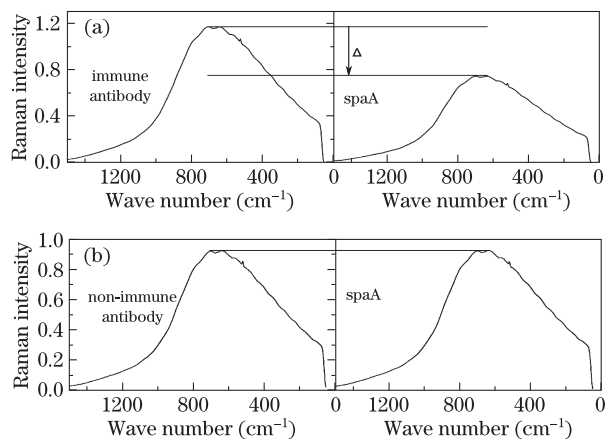 (a)
Raman intensity
1.2
0.8
0.4
0.0
immune
antibody
Δ
spaA
1200 800 400 0 1200 800 400 0
Wave number (cm⁻¹) Wave number (cm⁻¹)
(b)
Raman intensity
1.0
0.8
0.6
0.4
0.2
0
non-immune
antibody
spaA
1200 800 400 0 1200 800 400 0
Wave number (cm⁻¹) Wave number (cm⁻¹)